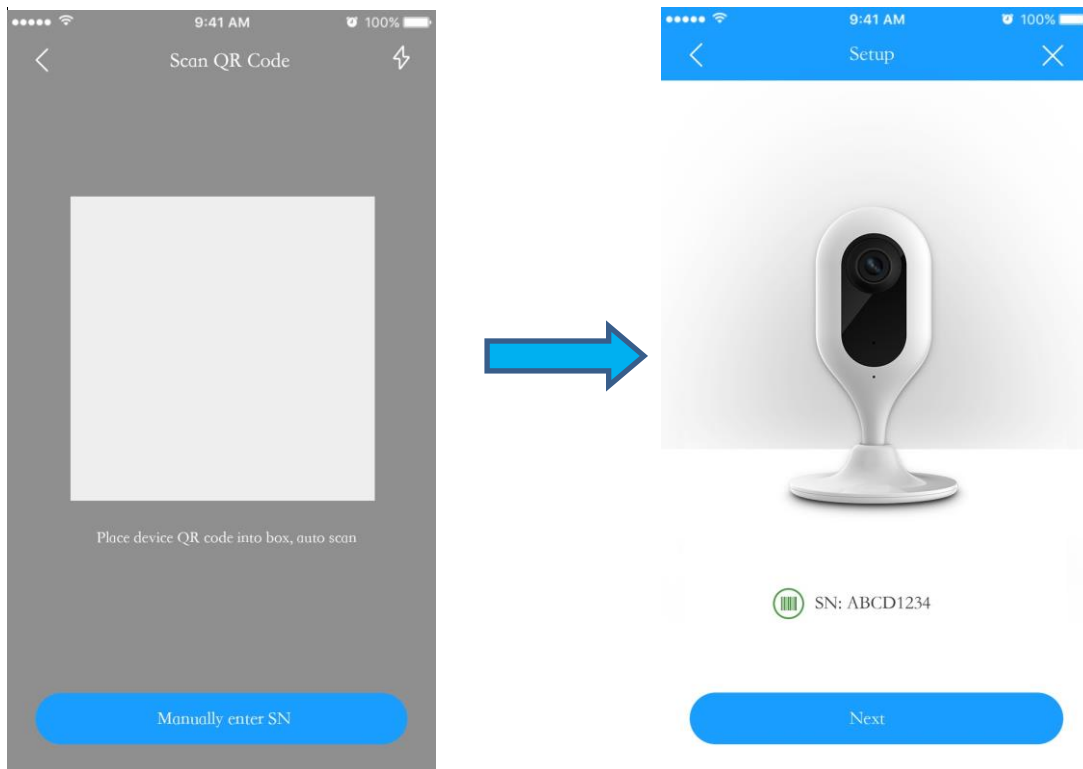 9:41 AM
100%
Scan QR Code
Place device QR code into box, auto scan
Manually enter SN
9:41 AM
100%
Setup
SN: ABCD1234
Next